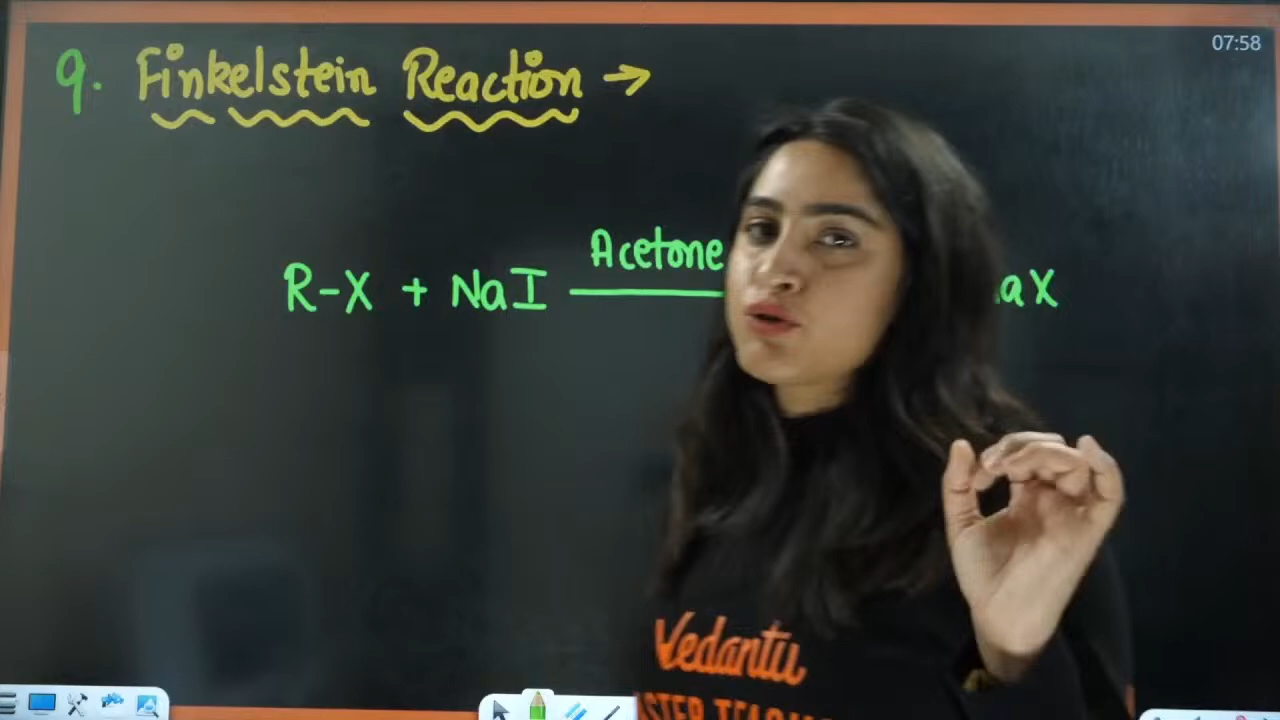 07:58
9. Finkelstein Reaction →
Acetone
R-X + NaI aX
Vedantu